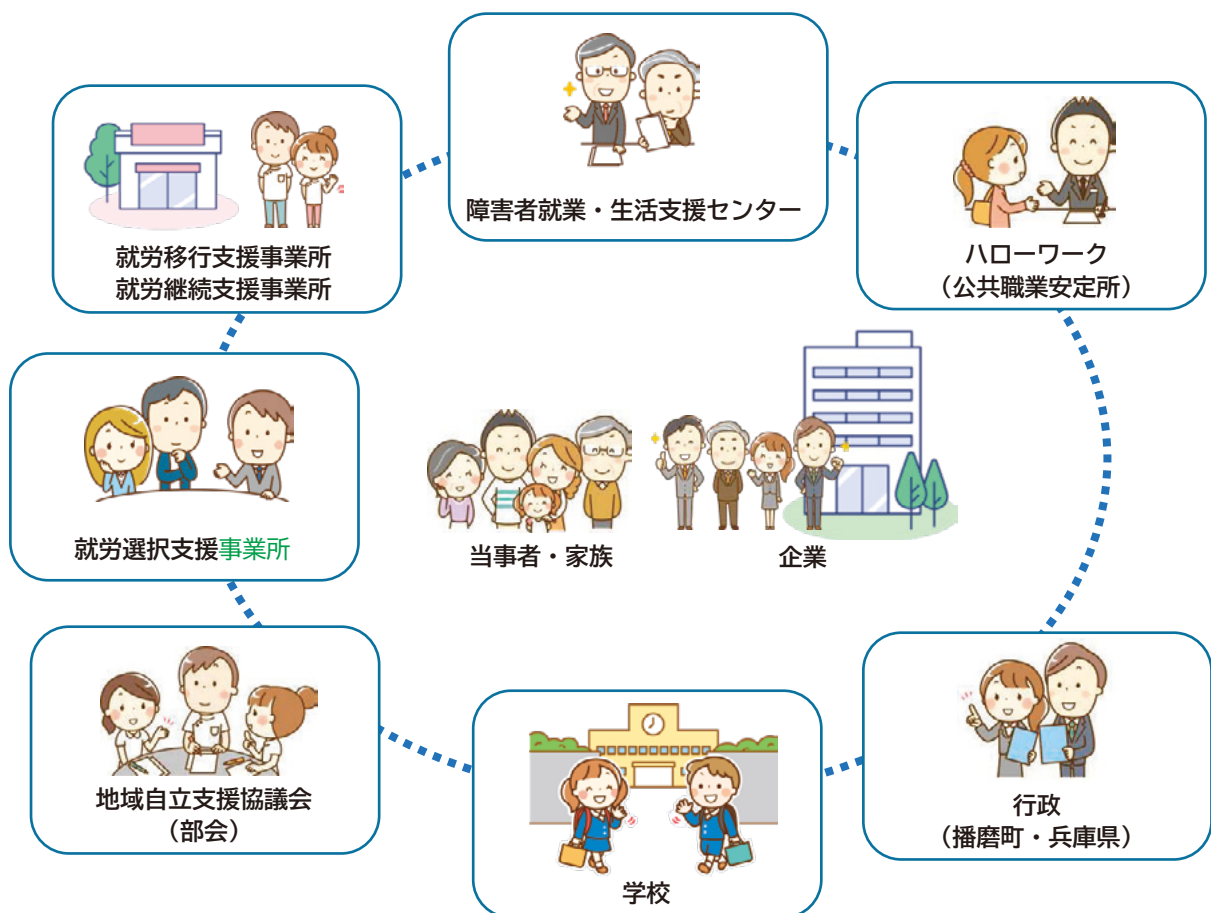 障害者就業・生活支援センター
就労移行支援事業所
就労継続支援事業所
ハローワーク
（公共職業安定所）
就労選択支援事業所
当事者・家族
企業
地域自立支援協議会
（部会）
学校
行政
（播磨町・兵庫県）